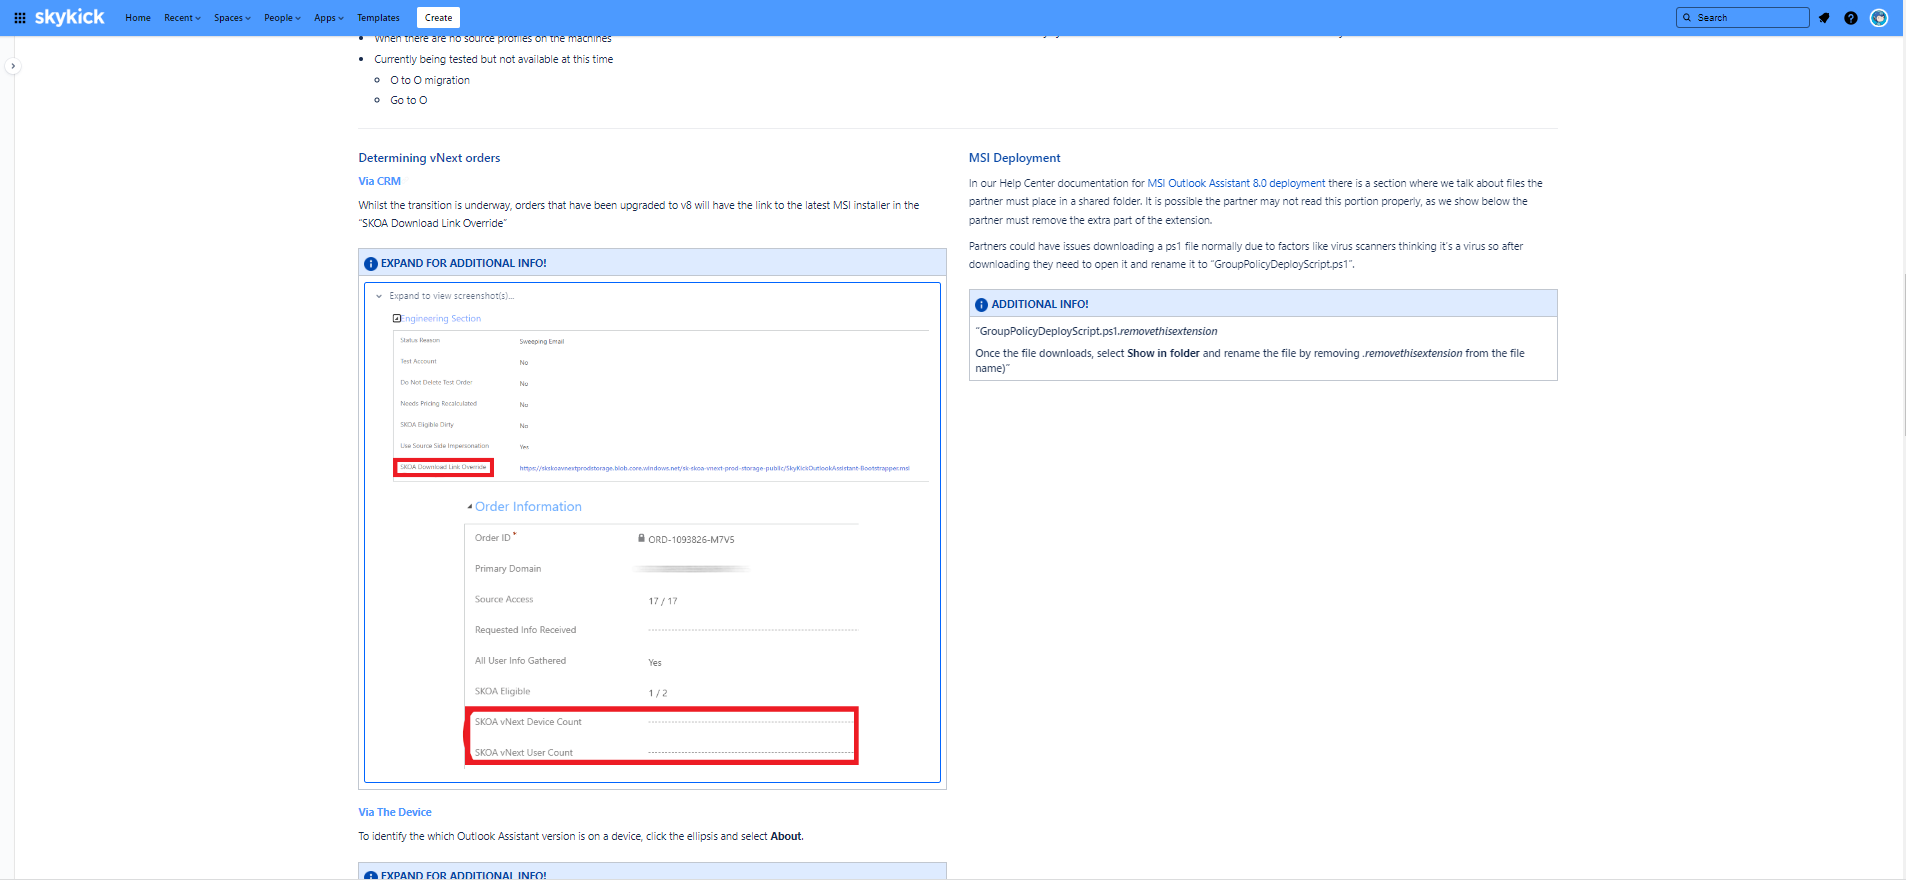 skykick
Home
Recent
Spaces
People
Apps
Templates
Create
Search
When there are no source profiles on the machines
Currently being tested but not available at this time
O to O migration
Go to O
Determining vNext orders
Via CRM
Whilst the transition is underway, orders that have been upgraded to v8 will have the link to the latest MSI installer in the
"SKOA Download Link Override"
EXPAND FOR ADDITIONAL INFO!
Expand to view screenshot(s)...
Engineering Section
Status Reason Sweeping Email
Test Account No
Do Not Delete Test Order No
Needs Pricing Recalculated No
SKOA Eligible Dirty No
Use Source Side Impersonation Yes
SKOA Download Link Override https://skskoavnextprodstorage.blob.core.windows.net/sk-skoa-vnext-prod-storage-public/SkyKickOutlookAssistant-Bootstrapper.msi
Order Information
Order ID* ORD-1093826-M7V5
Primary Domain
Source Access 17 / 17
Requested Info Received
All User Info Gathered Yes
SKOA Eligible 1 / 2
SKOA vNext Device Count
SKOA vNext User Count
Via The Device
To identify the which Outlook Assistant version is on a device, click the ellipsis and select About.
EXPAND FOR ADDITIONAL INFO!
MSI Deployment
In our Help Center documentation for MSI Outlook Assistant 8.0 deployment there is a section where we talk about files the
partner must place in a shared folder. It is possible the partner may not read this portion properly, as we show below the
partner must remove the extra part of the extension.
Partners could have issues downloading a ps1 file normally due to factors like virus scanners thinking it's a virus so after
downloading they need to open it and rename it to "GroupPolicyDeployScript.ps1".
ADDITIONAL INFO!
"GroupPolicyDeployScript.ps1.removethisextension
Once the file downloads, select Show in folder and rename the file by removing .removethisextension from the file
name)"